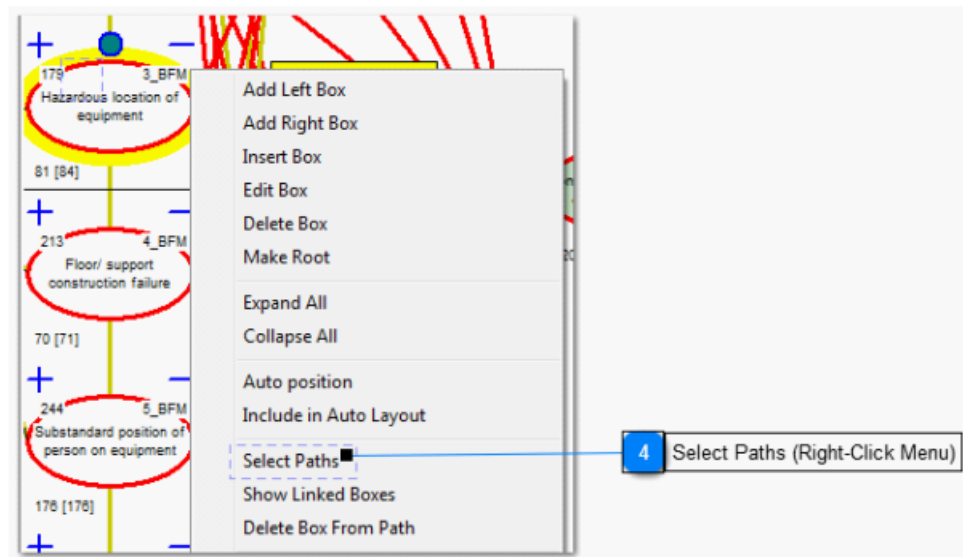 179 3_BFM
Hazardous location of
equipment
81 [84]
213 4_BFM
Floor/ support
construction failure
70 [71]
244 5_BFM
Substandard position of
person on equipment
176 [176]
Add Left Box
Add Right Box
Insert Box
Edit Box
Delete Box
Make Root
Expand All
Collapse All
Auto position
Include in Auto Layout
Select Paths
Show Linked Boxes
Delete Box From Path
4 Select Paths (Right-Click Menu)